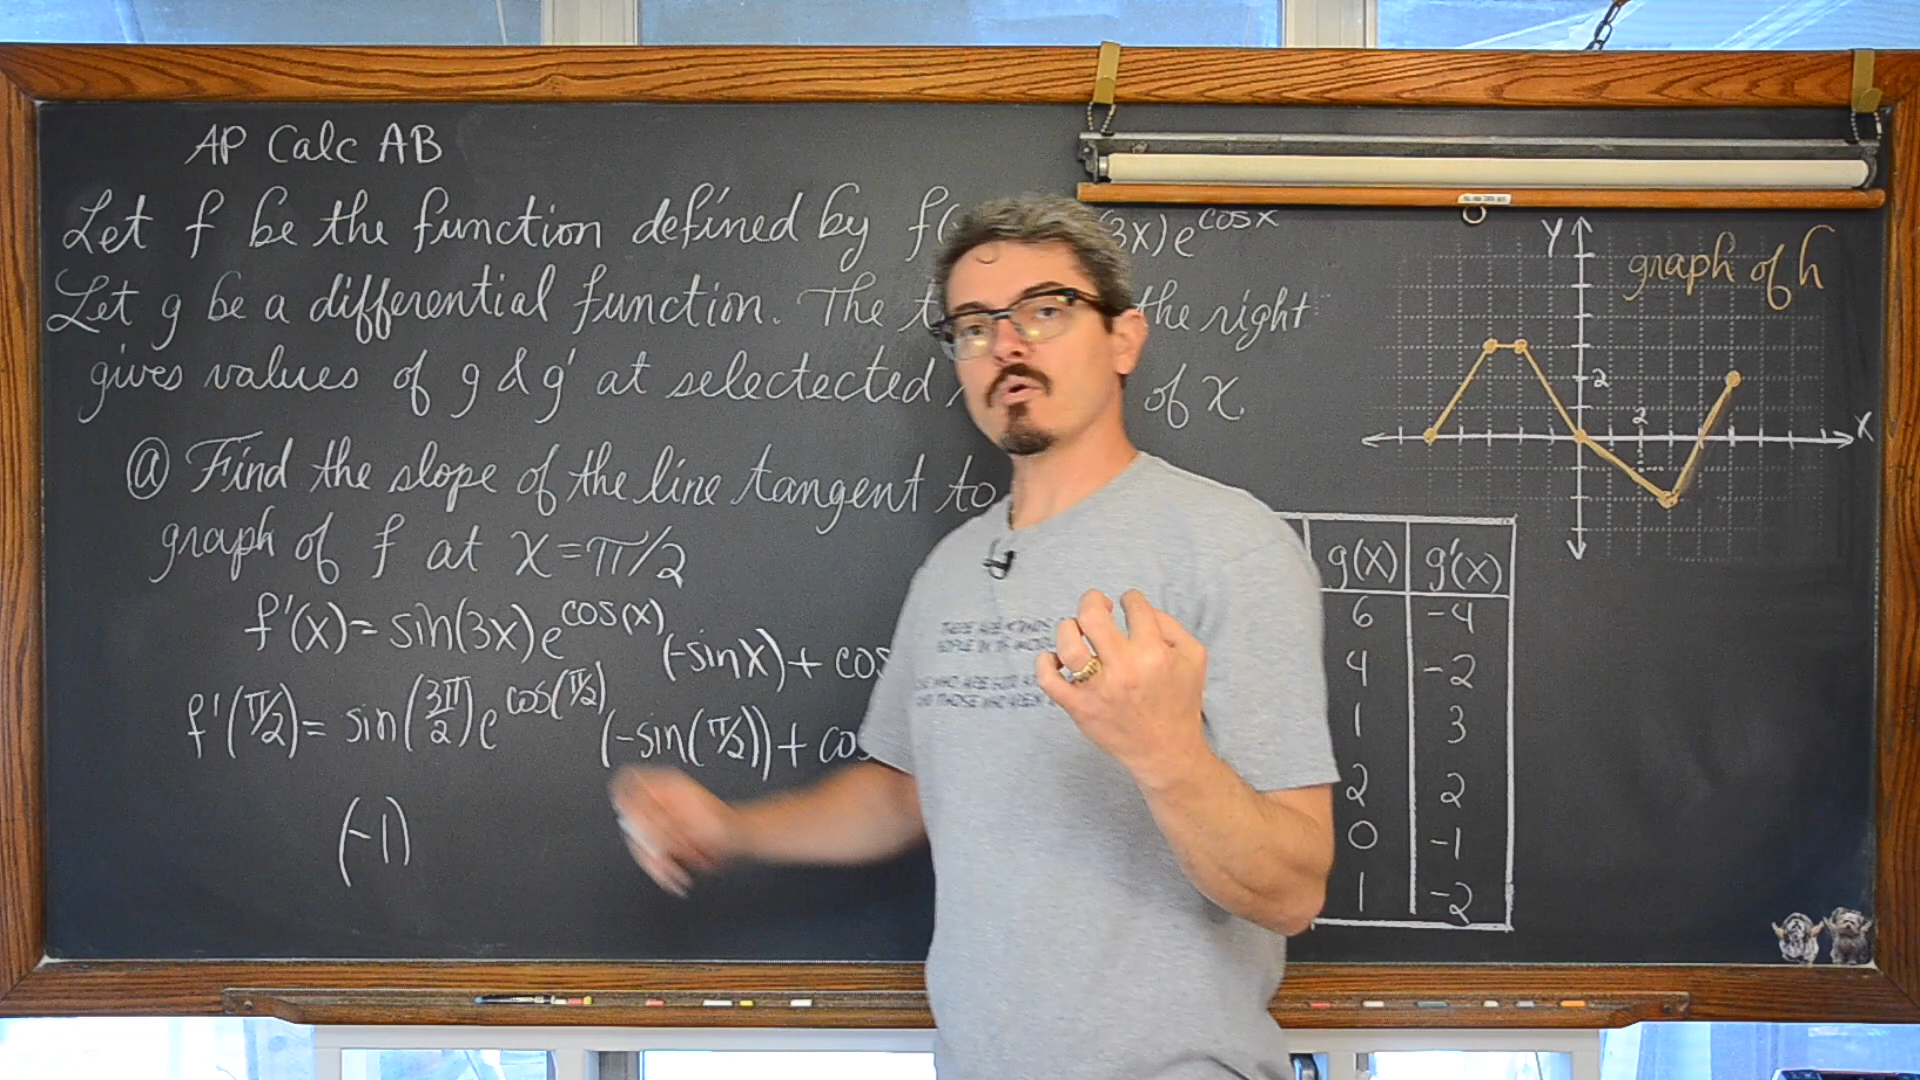 AP Calc AB
Let f be the function defined by f( 3x)e^cosx
Let g be a differential function. The the right
gives values of g & g' at selectected of x.
ⓐ Find the slope of the line tangent to
graph of f at x=π/2
f'(x)= sin(3x)e^cos(x) (-sinx)+ cos
f'(π/2)= sin(3π/2)e^cos(π/2) (-sin(π/2))+ cos
(-1)
y
graph of h
2
2
x
g(x) g'(x)
6 -4
4 -2
1 3
2 2
0 -1
1 -2